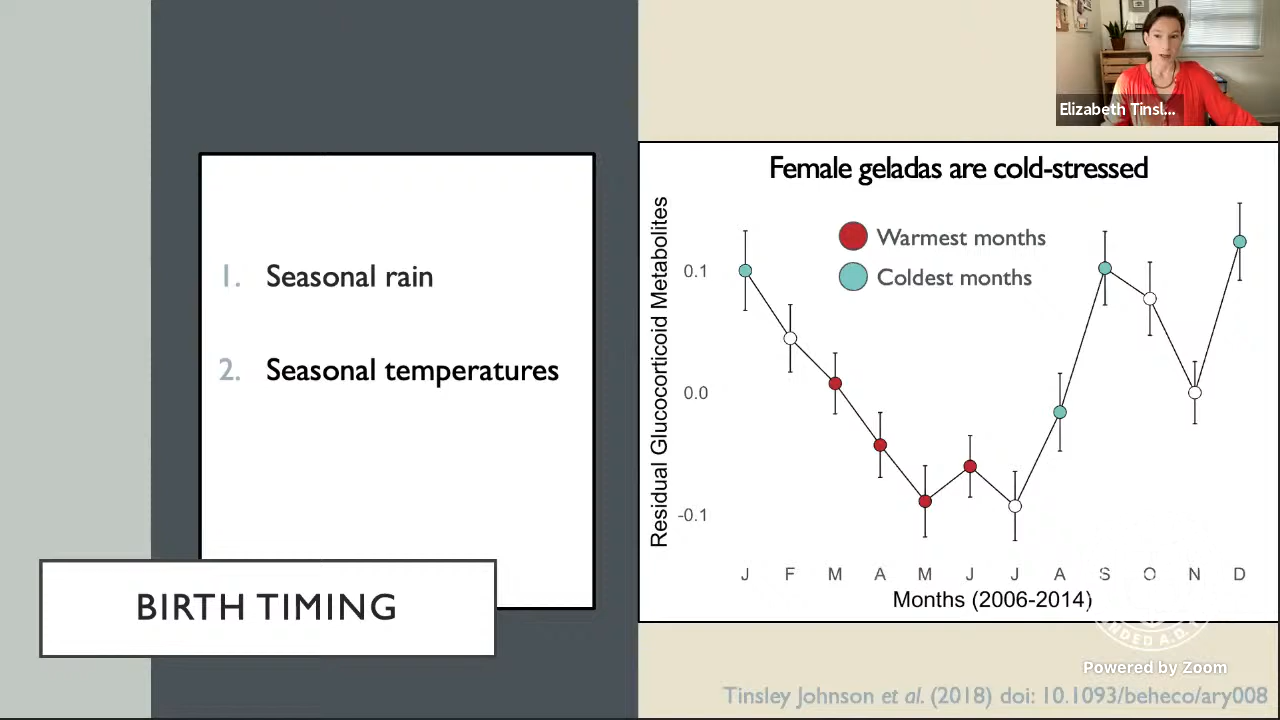 Elizabeth Tinsl...
Female geladas are cold-stressed
Residual Glucocorticoid Metabolites
Warmest months
Coldest months
0.1
0.0
-0.1
J F M A M J J A S O N D
Months (2006-2014)
1. Seasonal rain
2. Seasonal temperatures
BIRTH TIMING
DED A.D.
Powered by Zoom
Tinsley Johnson et al. (2018) doi: 10.1093/beheco/ary008